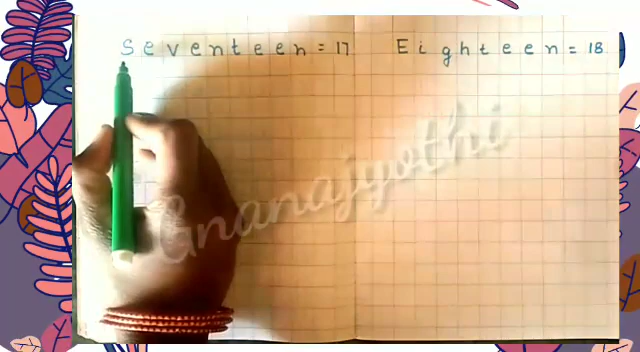 Seventeen = 17 Eighteen = 18
Gnanajyothi